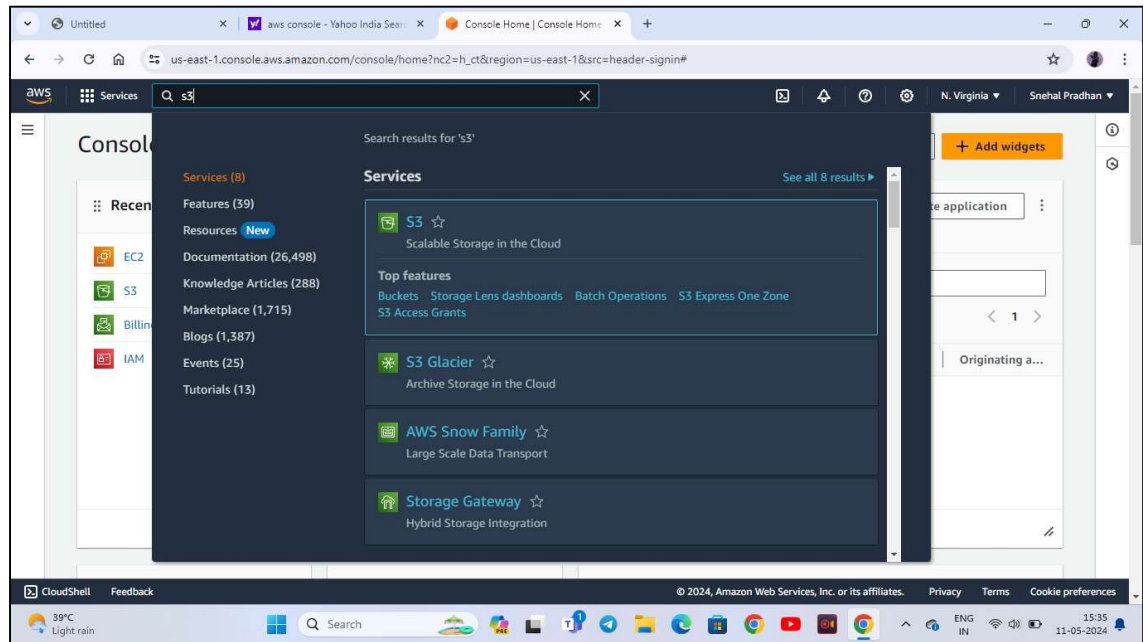 Untitled
aws console - Yahoo India Sear
Console Home | Console Home
us-east-1.console.aws.amazon.com/console/home?nc2=h_ct&region=us-east-1&src=header-signin#
aws
Services
s3
N. Virginia
Snehal Pradhan
Consol
Add widgets
Search results for 's3'
Services (8)
Features (39)
Resources New
Documentation (26,498)
Knowledge Articles (288)
Marketplace (1,715)
Blogs (1,387)
Events (25)
Tutorials (13)
Services
See all 8 results
S3
Scalable Storage in the Cloud
Top features
Buckets Storage Lens dashboards Batch Operations S3 Express One Zone
S3 Access Grants
S3 Glacier
Archive Storage in the Cloud
AWS Snow Family
Large Scale Data Transport
Storage Gateway
Hybrid Storage Integration
Recen
EC2
S3
Billin
IAM
te application
1
Originating a...
CloudShell Feedback
© 2024, Amazon Web Services, Inc. or its affiliates.
Privacy Terms Cookie preferences
39°C
Light rain
Search
ENG
IN
15:35
11-05-2024